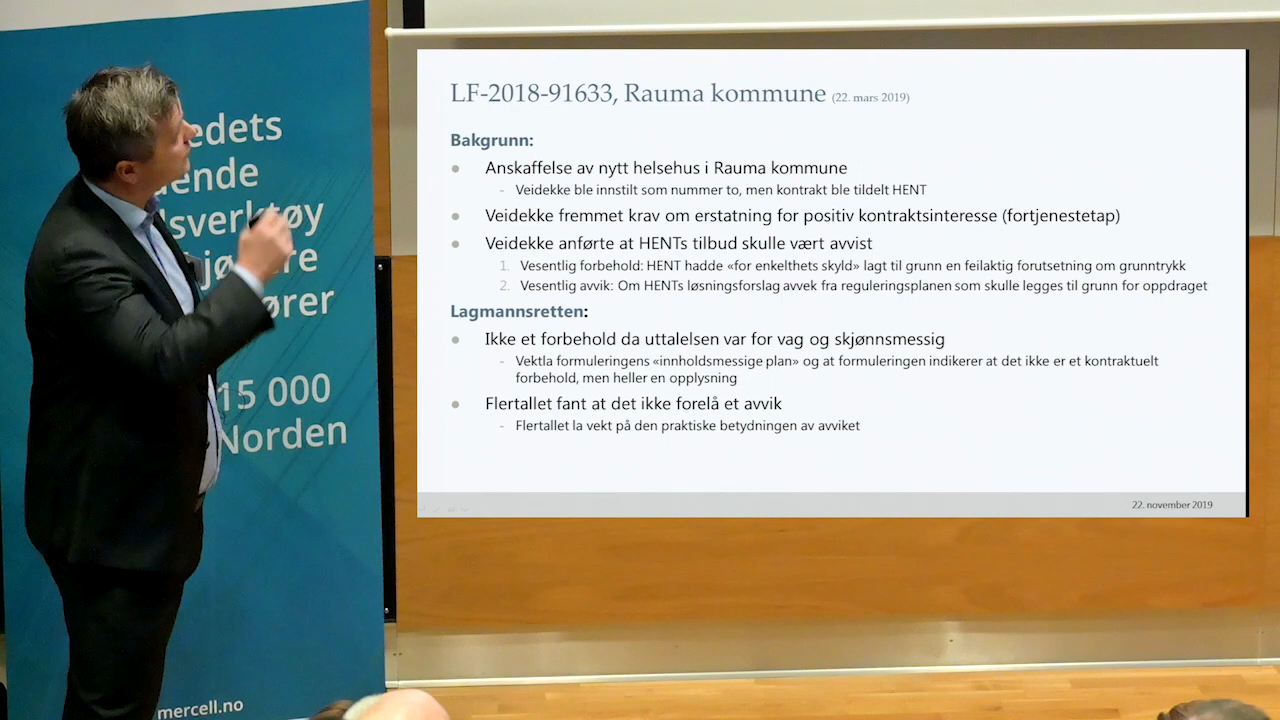 LF-2018-91633, Rauma kommune (22. mars 2019)
Bakgrunn:
Anskaffelse av nytt helsehus i Rauma kommune
- Veidekke ble innstilt som nummer to, men kontrakt ble tildelt HENT
Veidekke fremmet krav om erstatning for positiv kontraktsinteresse (fortjenestetap)
Veidekke anførte at HENTs tilbud skulle vært avvist
1. Vesentlig forbehold: HENT hadde «for enkelthets skyld» lagt til grunn en feilaktig forutsetning om grunntrykk
2. Vesentlig avvik: Om HENTs løsningsforslag avvek fra reguleringsplanen som skulle legges til grunn for oppdraget
Lagmannsretten:
Ikke et forbehold da uttalelsen var for vag og skjønnsmessig
- Vektla formuleringens «innholdsmessige plan» og at formuleringen indikerer at det ikke er et kontraktuelt
forbehold, men heller en opplysning
Flertallet fant at det ikke forelå et avvik
- Flertallet la vekt på den praktiske betydningen av avviket
22. november 2019
15 000
Norden
mercell.no